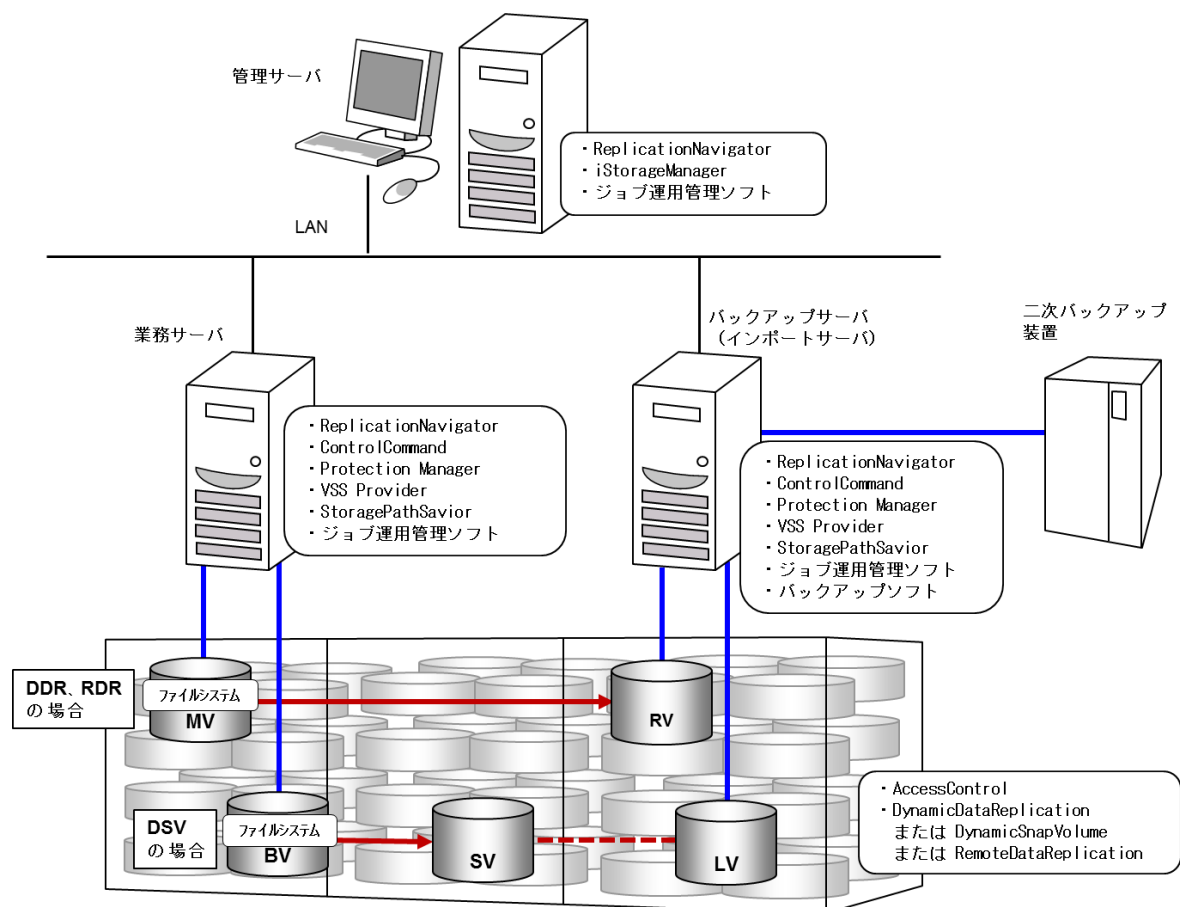 管理サーバ
・ReplicationNavigator
・iStorageManager
・ジョブ運用管理ソフト
LAN
業務サーバ
バックアップサーバ
（インポートサーバ）
二次バックアップ
装置
・ReplicationNavigator
・ControlCommand
・Protection Manager
・VSS Provider
・StoragePathSavior
・ジョブ運用管理ソフト
・ReplicationNavigator
・ControlCommand
・Protection Manager
・VSS Provider
・StoragePathSavior
・ジョブ運用管理ソフト
・バックアップソフト
DDR、RDR
の場合
ファイルシステム
MV
RV
DSV
の場合
ファイルシステム
BV
SV
LV
・AccessControl
・DynamicDataReplication
または DynamicSnapVolume
または RemoteDataReplication